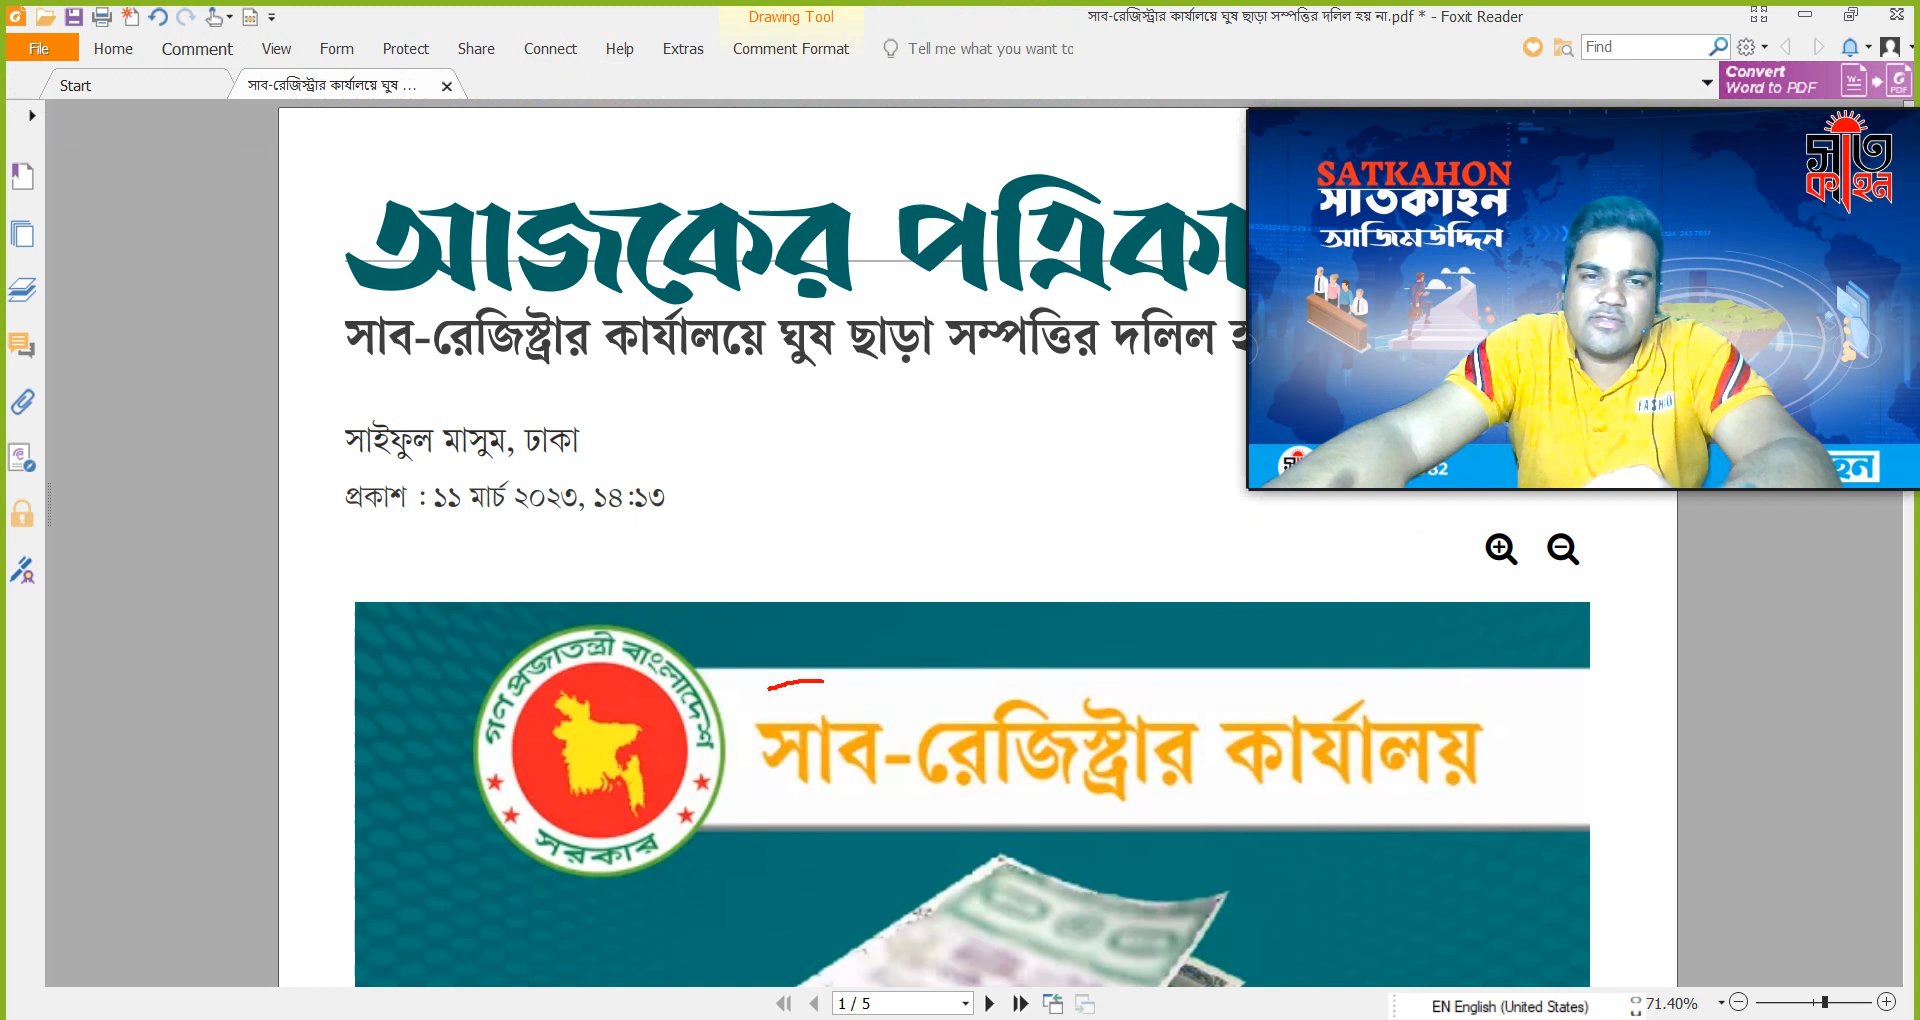 Drawing Tool
সাব-রেজিস্ট্রার কার্যালয়ে ঘুষ ছাড়া সম্পত্তির দলিল হয় না.pdf * - Foxit Reader
File Home Comment View Form Protect Share Connect Help Extras Comment Format Tell me what you want to
Find
Start
সাব-রেজিস্ট্রার কার্যালয়ে ঘুষ ...
Convert
Word to PDF
আজকের পত্রিকা
সাব-রেজিস্ট্রার কার্যালয়ে ঘুষ ছাড়া সম্পত্তির দলিল
সাইফুল মাসুম, ঢাকা
প্রকাশ : ১১ মার্চ ২০২৩, ১৪:১৩
SATKAHON
সাতকাহন
আজিমউদ্দিন
সাত
কাহন
FASHIO
32
হন
গণপ্রজাতন্ত্রী বাংলাদেশ
সরকার
সাব-রেজিস্ট্রার কার্যালয়
1 / 5
EN English (United States)
71.40%